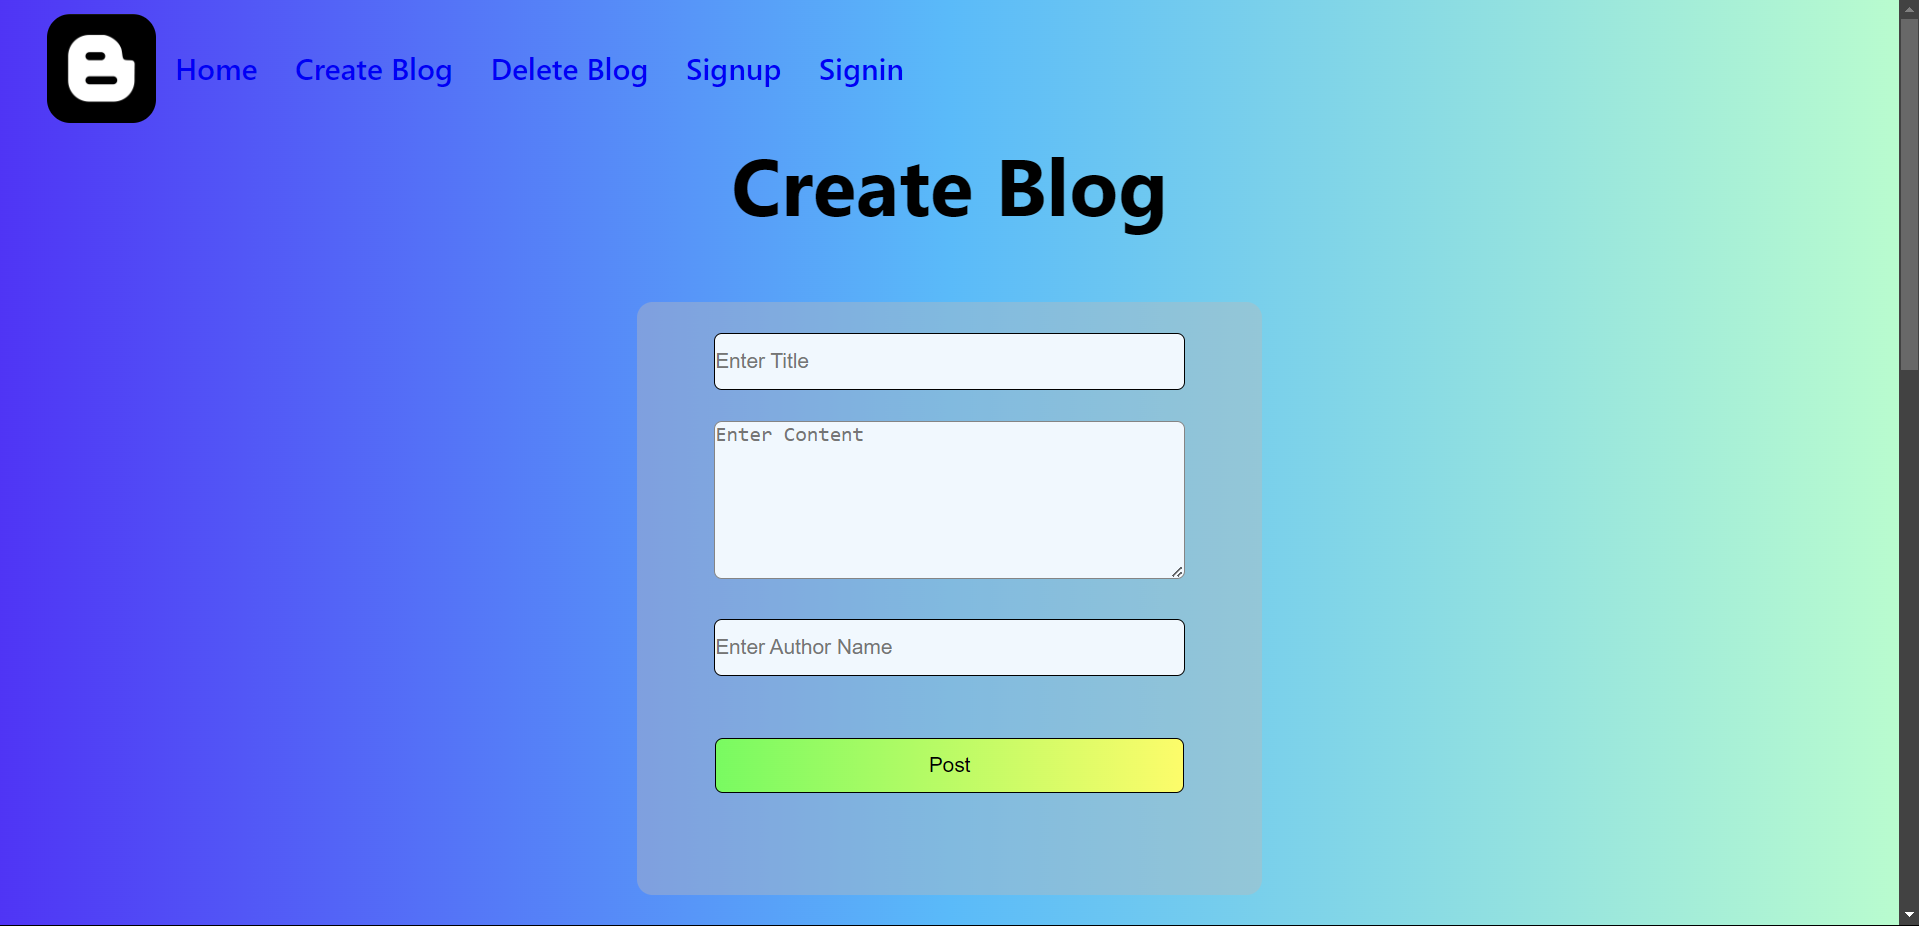 Home Create Blog Delete Blog Signup Signin
Create Blog
Enter Title
Enter Content
Enter Author Name
Post